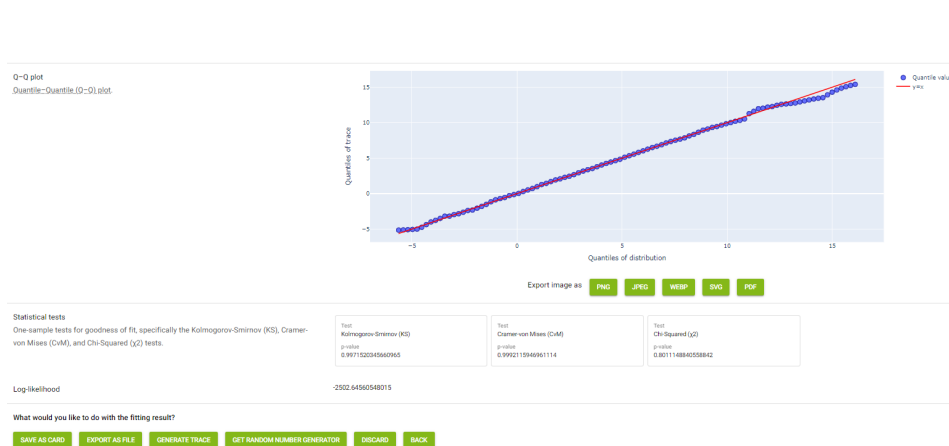 Q–Q plot
Quantile–Quantile (Q–Q) plot.
15
10
5
0
−5
Quantiles of trace
−5
0
5
10
15
Quantiles of distribution
Quantile valu
y=x
Export image as
PNG
JPEG
WEBP
SVG
PDF
Statistical tests
One-sample tests for goodness of fit, specifically the Kolmogorov-Smirnov (KS), Cramer-
von Mises (CvM), and Chi-Squared (χ2) tests.
Test
Kolmogorov-Smirnov (KS)
p-value
0.9971520345660965
Test
Cramer-von Mises (CvM)
p-value
0.9992115946961114
Test
Chi-Squared (χ2)
p-value
0.8011148840558842
Log-likelihood
-2502.64560548015
What would you like to do with the fitting result?
SAVE AS CARD
EXPORT AS FILE
GENERATE TRACE
GET RANDOM NUMBER GENERATOR
DISCARD
BACK